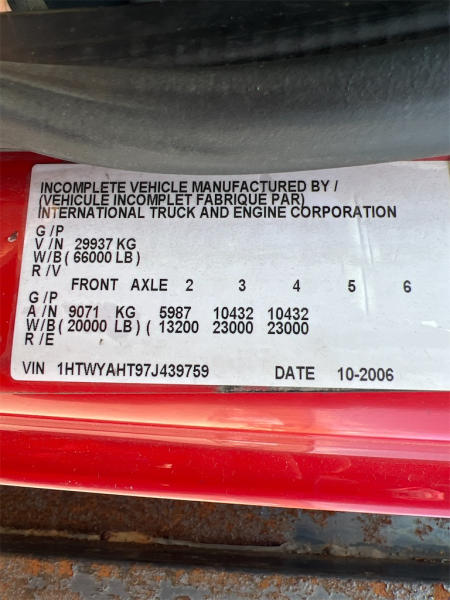 INCOMPLETE VEHICLE MANUFACTURED BY /
(VEHICULE INCOMPLET FABRIQUE PAR)
INTERNATIONAL TRUCK AND ENGINE CORPORATION
G /P
V / N 29937 KG
W/B ( 66000 LB )
R / V
FRONT AXLE 2 3 4 5 6
G /P
A / N 9071 KG 5987 10432 10432
W/B ( 20000 LB ) ( 13200 23000 23000
R / E
VIN 1HTWYAHT97J439759 DATE 10-2006